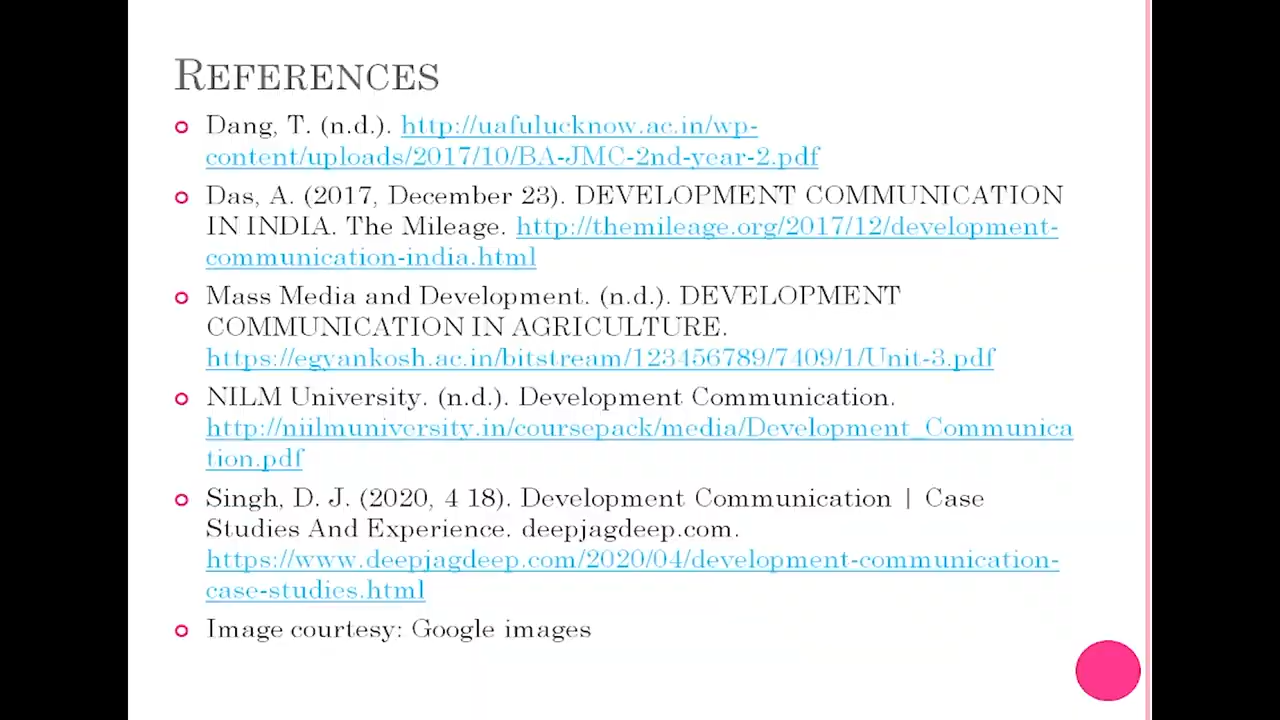 REFERENCES
Dang, T. (n.d.). http://uafulucknow.ac.in/wp-
content/uploads/2017/10/BA-JMC-2nd-year-2.pdf
Das, A. (2017, December 23). DEVELOPMENT COMMUNICATION
IN INDIA. The Mileage. http://themileage.org/2017/12/development-
communication-india.html
Mass Media and Development. (n.d.). DEVELOPMENT
COMMUNICATION IN AGRICULTURE.
https://egyankosh.ac.in/bitstream/123456789/7409/1/Unit-3.pdf
NILM University. (n.d.). Development Communication.
http://niilmuniversity.in/coursepack/media/Development_Communica
tion.pdf
Singh, D. J. (2020, 4 18). Development Communication | Case
Studies And Experience. deepjagdeep.com.
https://www.deepjagdeep.com/2020/04/development-communication-
case-studies.html
Image courtesy: Google images